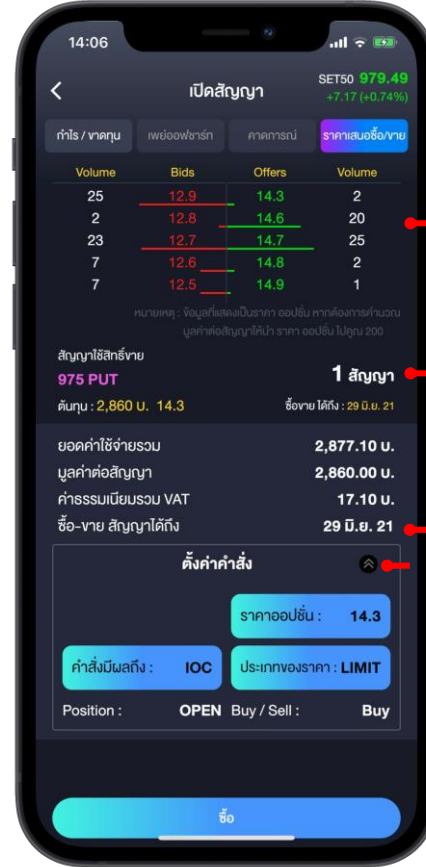 14:06
เปิดสัญญา
SET50 979.49
+7.17 (+0.74%)
กำไร / ขาดทุน เพย์ออฟชาร์ท คาดการณ์ ราคาเสนอซื้อ/ขาย
Volume Bids Offers Volume
25 12.9 14.3 2
2 12.8 14.6 20
23 12.7 14.7 25
7 12.6 14.8 2
7 12.5 14.9 1
หมายเหตุ : ข้อมูลที่แสดงเป็นราคา ออปชั่น หากต้องการคำนวณ
มูลค่าต่อสัญญาให้นำ ราคา ออปชั่น ไปคูณ 200
สัญญาใช้สิทธิ์ขาย
975 PUT 1 สัญญา
ต้นทุน : 2,860 บ. 14.3 ซื้อขาย ได้ถึง : 29 มิ.ย. 21
ยอดค่าใช้จ่ายรวม 2,877.10 บ.
มูลค่าต่อสัญญา 2,860.00 บ.
ค่าธรรมเนียมรวม VAT 17.10 บ.
ซื้อ-ขาย สัญญาได้ถึง 29 มิ.ย. 21
ตั้งค่าคำสั่ง
ราคาออปชั่น : 14.3
คำสั่งมีผลถึง : IOC ประเภทของราคา : LIMIT
Position : OPEN Buy / Sell : Buy
ซื้อ